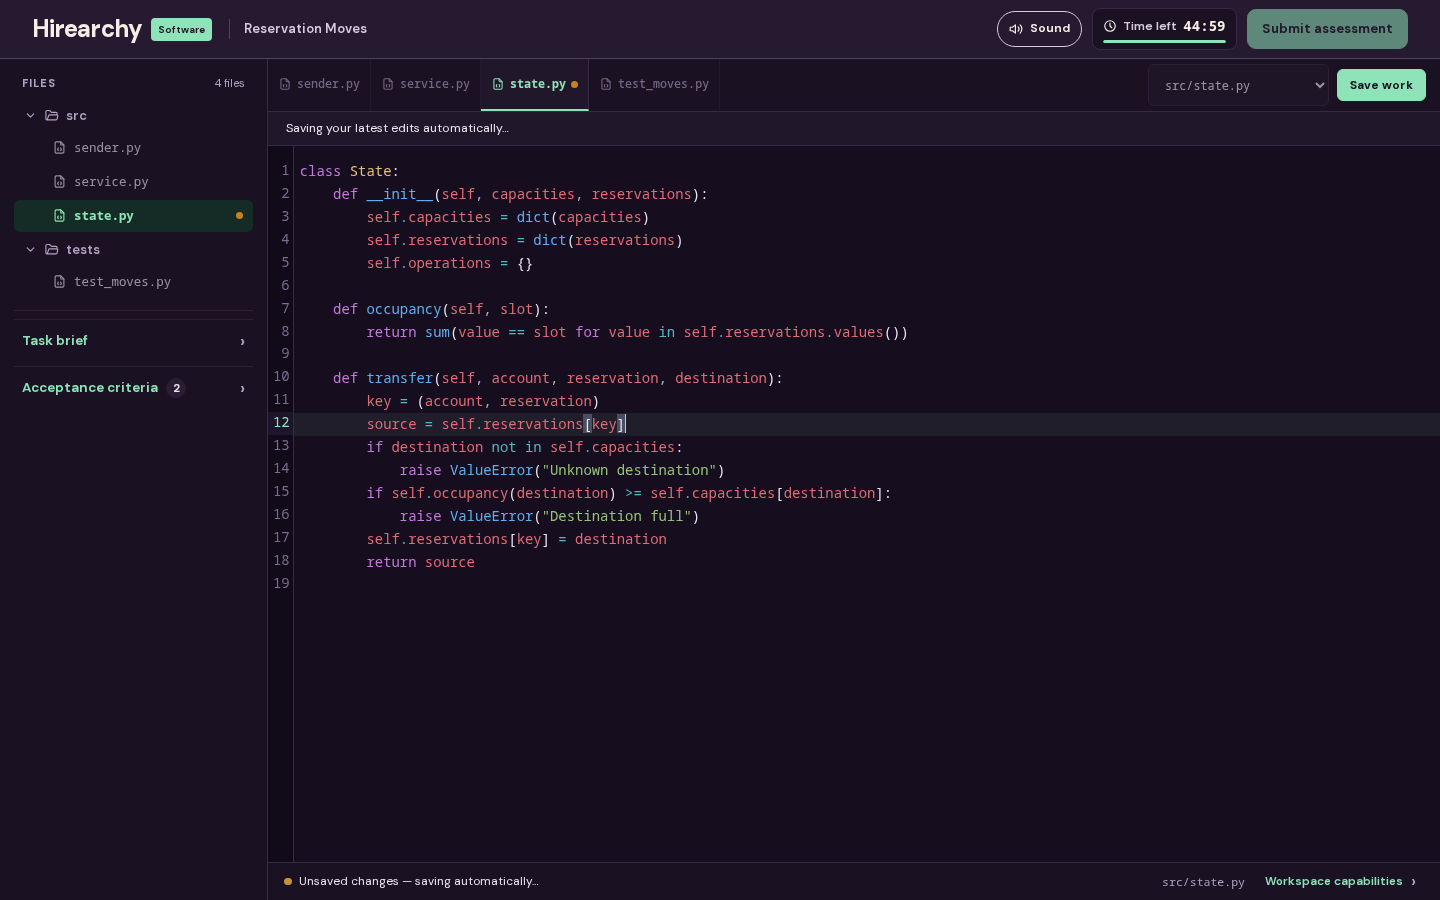 Hirearchy Software Reservation Moves Sound Time left 44:59 Submit assessment
FILES 4 files
src
sender.py
service.py
state.py
tests
test_moves.py
Task brief ›
Acceptance criteria 2 ›
sender.py service.py state.py test_moves.py src/state.py Save work
Saving your latest edits automatically…
1 class State:
2     def __init__(self, capacities, reservations):
3         self.capacities = dict(capacities)
4         self.reservations = dict(reservations)
5         self.operations = {}
6
7     def occupancy(self, slot):
8         return sum(value == slot for value in self.reservations.values())
9
10     def transfer(self, account, reservation, destination):
11         key = (account, reservation)
12         source = self.reservations[key]
13         if destination not in self.capacities:
14             raise ValueError("Unknown destination")
15         if self.occupancy(destination) >= self.capacities[destination]:
16             raise ValueError("Destination full")
17         self.reservations[key] = destination
18         return source
19
Unsaved changes — saving automatically… src/state.py Workspace capabilities ›